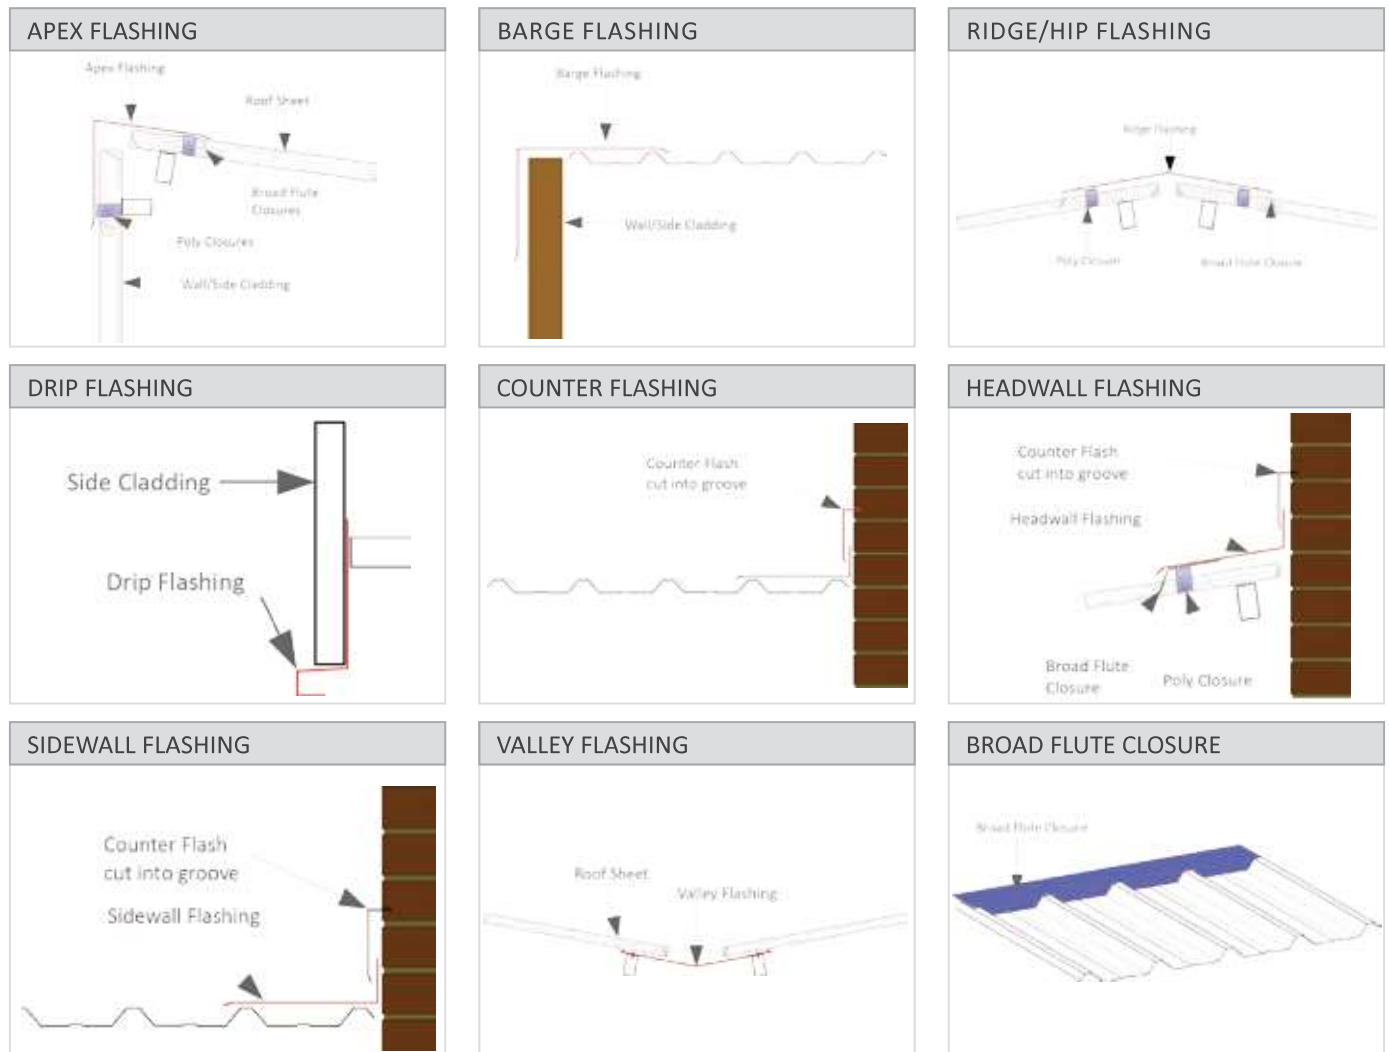 APEX FLASHING
Apex Flashing
Roof Sheet
Broad Flute
Closures
Poly Closures
Wall/Side Cladding
BARGE FLASHING
Barge Flashing
Wall/Side Cladding
RIDGE/HIP FLASHING
Ridge Flashing
Poly Closure
Broad Flute Closure
DRIP FLASHING
Side Cladding
Drip Flashing
COUNTER FLASHING
Counter Flash
cut into groove
HEADWALL FLASHING
Counter Flash
cut into groove
Headwall Flashing
Broad Flute
Closure
Poly Closure
SIDEWALL FLASHING
Counter Flash
cut into groove
Sidewall Flashing
VALLEY FLASHING
Roof Sheet
Valley Flashing
BROAD FLUTE CLOSURE
Broad Flute Closure